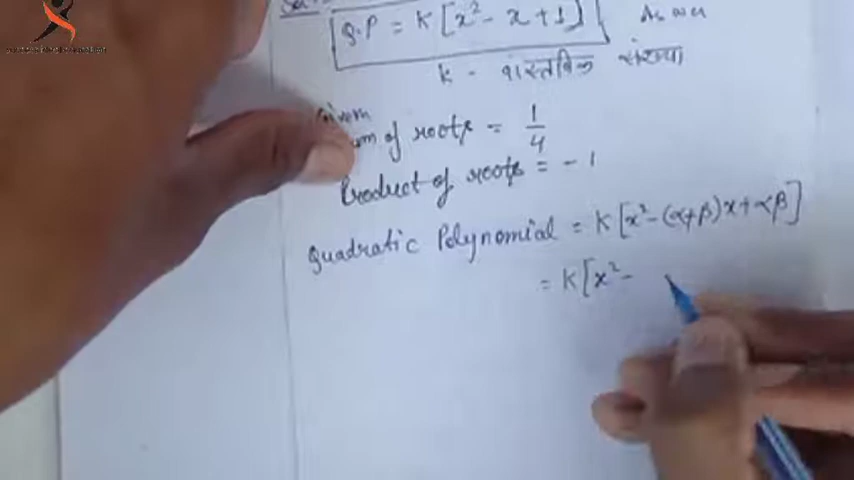 Q.P = K[x² - x + 1]
k - वास्तविक संख्या
Given
Sum of roots = 1/4
Product of roots = -1
Quadratic Polynomial = K[x² - (α+β)x + αβ]
= K[x² -